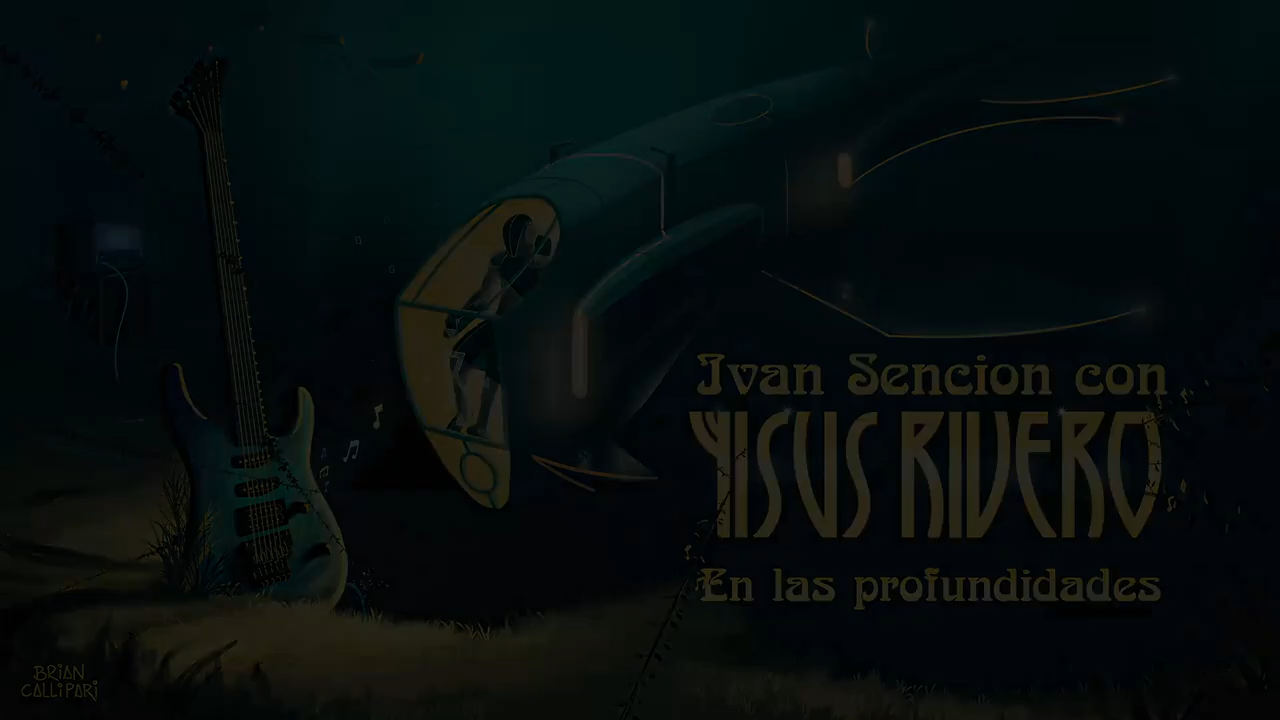 Ivan Sencion con
YISUS RIVERO
En las profundidades
BRIAN
CALLIPARI